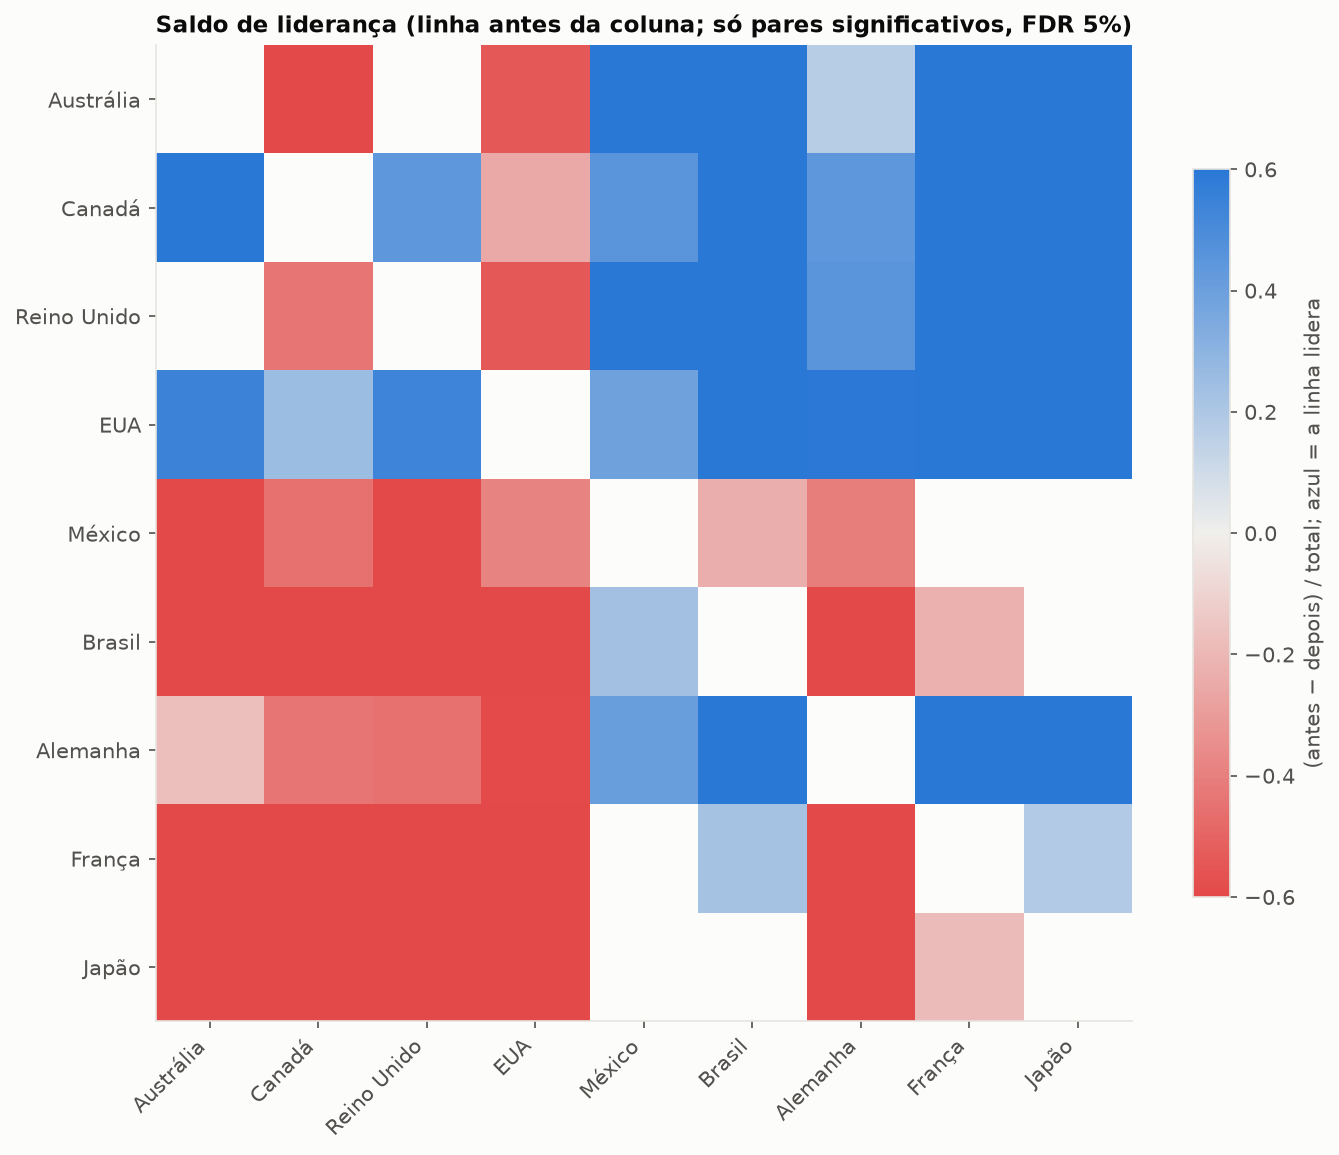 Saldo de liderança (linha antes da coluna; só pares significativos, FDR 5%)
Austrália
Canadá
Reino Unido
EUA
México
Brasil
Alemanha
França
Japão
Austrália
Canadá
Reino Unido
EUA
México
Brasil
Alemanha
França
Japão
0.6
0.4
0.2
0.0
−0.2
−0.4
−0.6
(antes − depois) / total; azul = a linha lidera